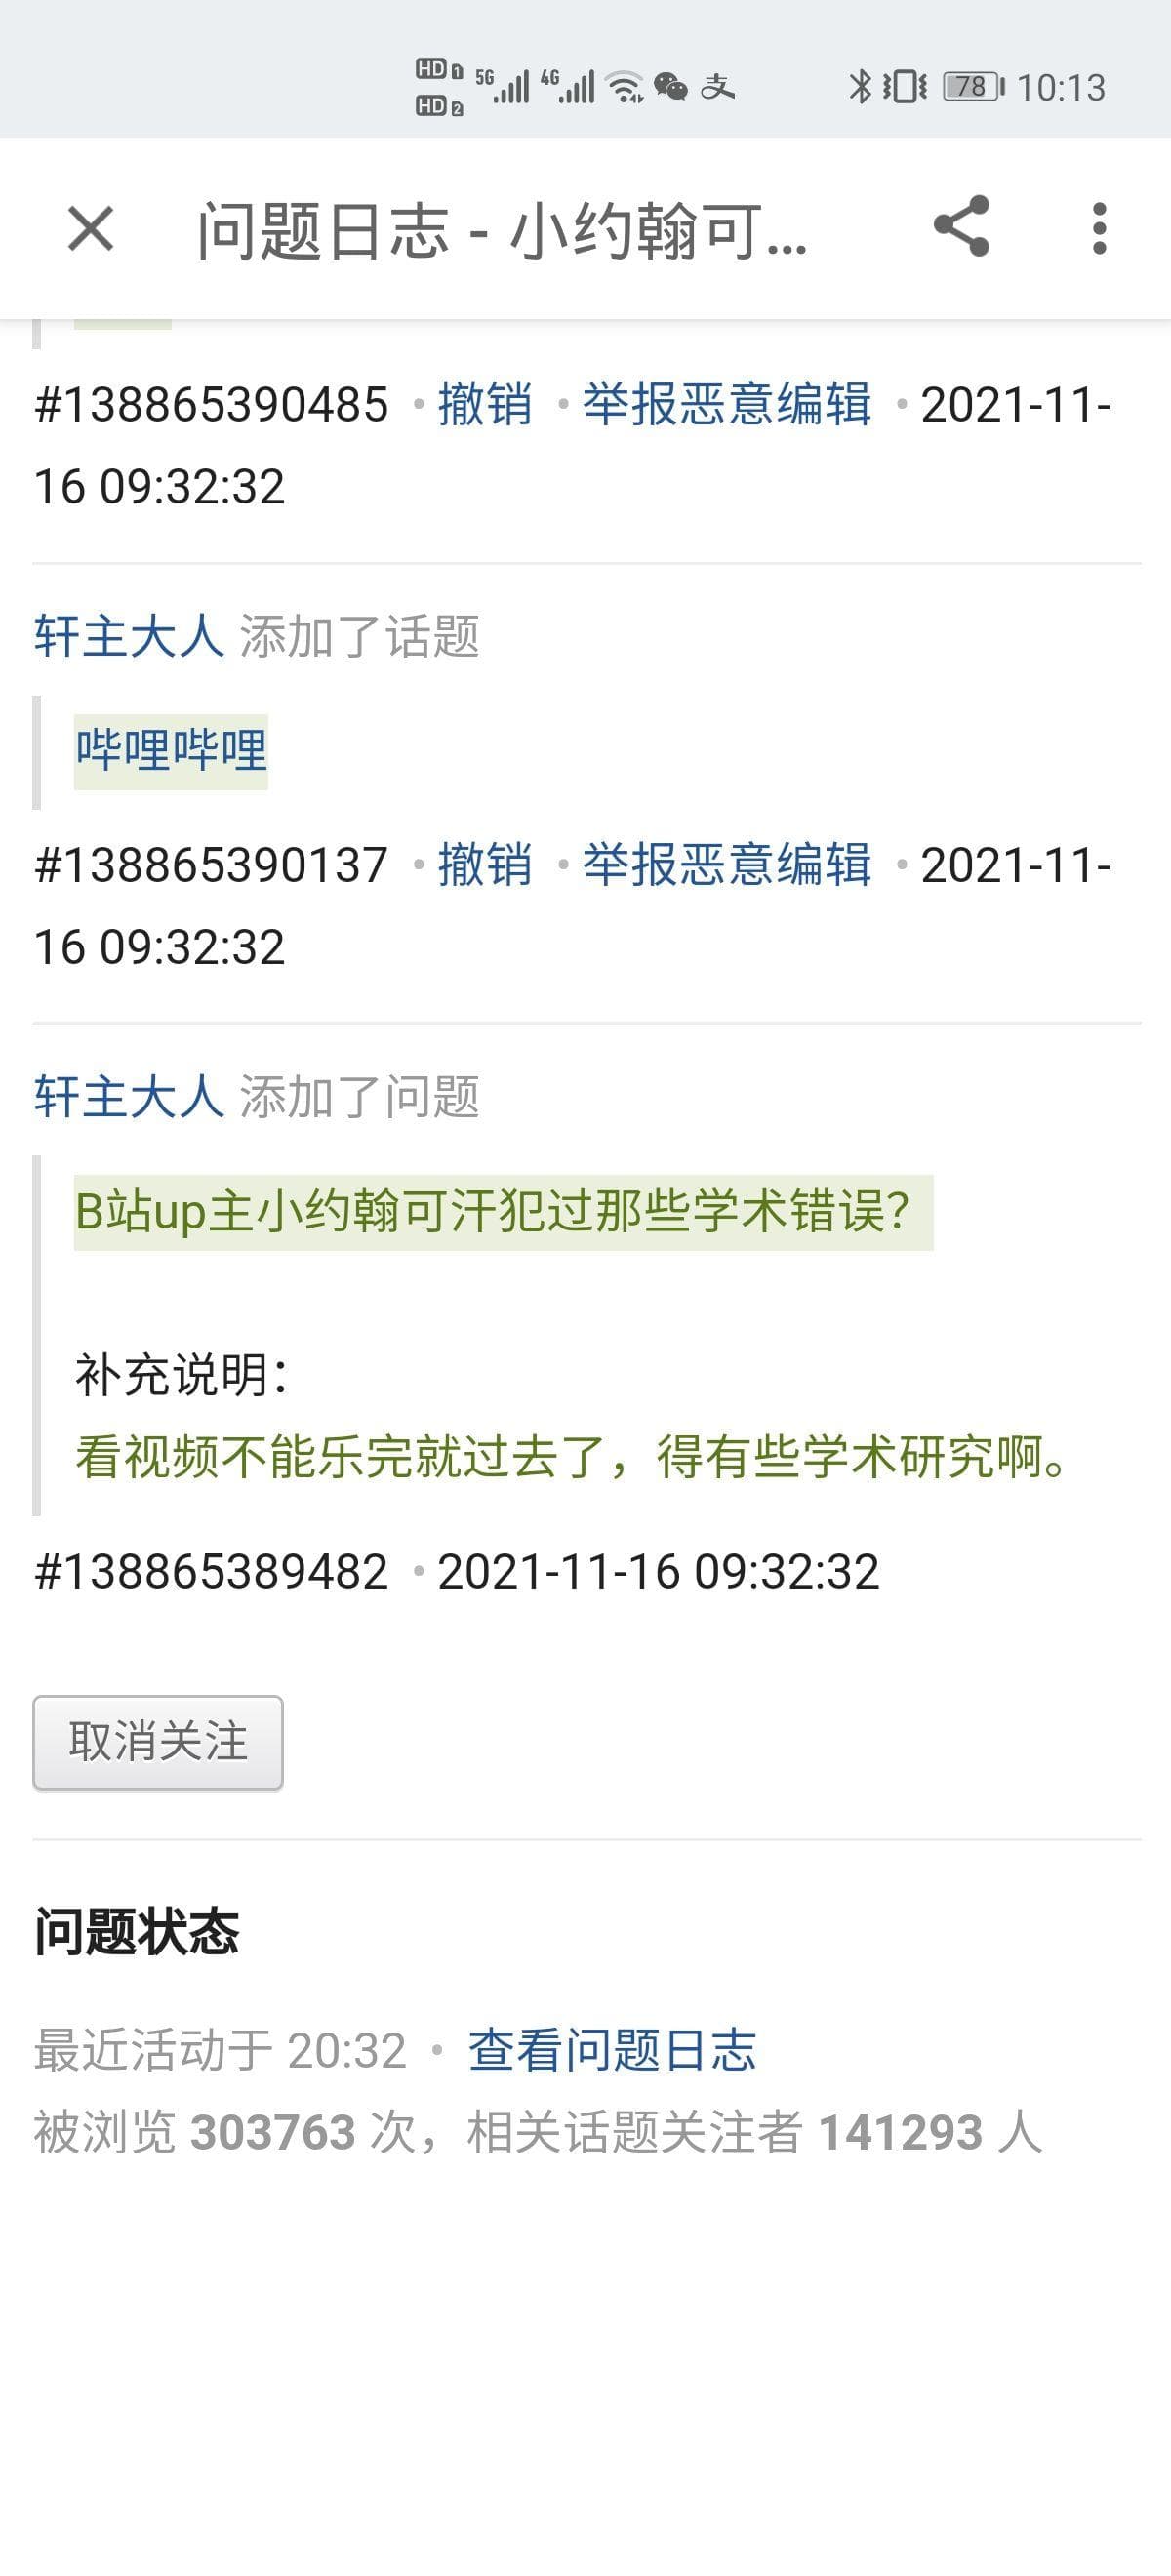 HD 1 5G 4G 支 78 10:13
HD 2
问题日志 - 小约翰可...
#138865390485 • 撤销 • 举报恶意编辑 • 2021-11-
16 09:32:32
轩主大人 添加了话题
哔哩哔哩
#138865390137 • 撤销 • 举报恶意编辑 • 2021-11-
16 09:32:32
轩主大人 添加了问题
B站up主小约翰可汗犯过那些学术错误?
补充说明：
看视频不能乐完就过去了，得有些学术研究啊。
#138865389482 • 2021-11-16 09:32:32
取消关注
问题状态
最近活动于 20:32 • 查看问题日志
被浏览 303763 次，相关话题关注者 141293 人